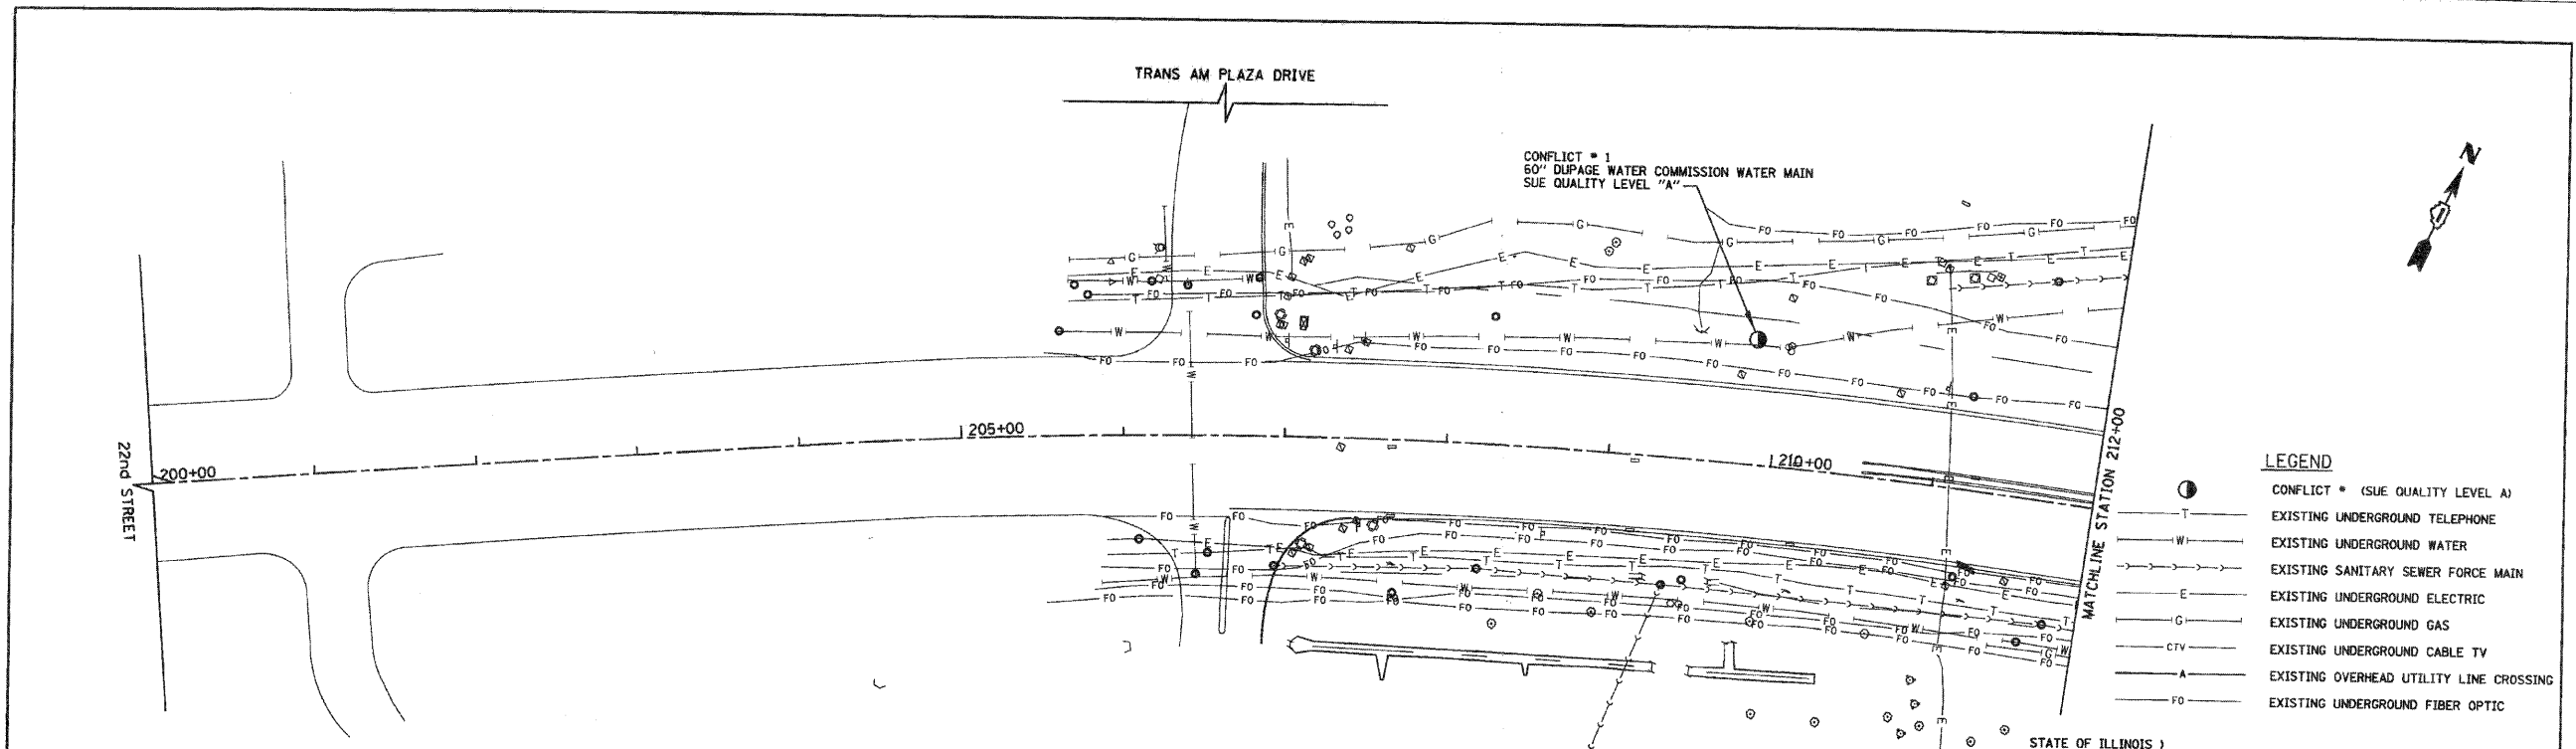 TRANS AM PLAZA DRIVE
CONFLICT * 1
60" DUPAGE WATER COMMISSION WATER MAIN
SUE QUALITY LEVEL "A"
N
22nd STREET
200+00
205+00
210+00
MATCHLINE STATION 212+00
LEGEND
CONFLICT * (SUE QUALITY LEVEL A)
T EXISTING UNDERGROUND TELEPHONE
W EXISTING UNDERGROUND WATER
EXISTING SANITARY SEWER FORCE MAIN
E EXISTING UNDERGROUND ELECTRIC
G EXISTING UNDERGROUND GAS
CTV EXISTING UNDERGROUND CABLE TV
A EXISTING OVERHEAD UTILITY LINE CROSSING
FO EXISTING UNDERGROUND FIBER OPTIC
STATE OF ILLINOIS )